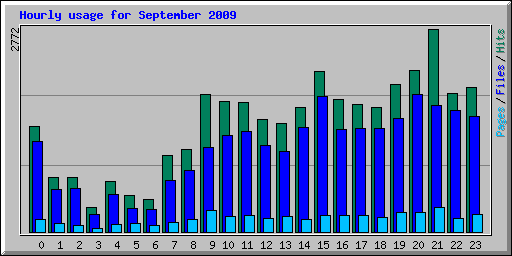 Hourly usage for September 2009
2772
Pages / Files / Hits
0 1 2 3 4 5 6 7 8 9 10 11 12 13 14 15 16 17 18 19 20 21 22 23